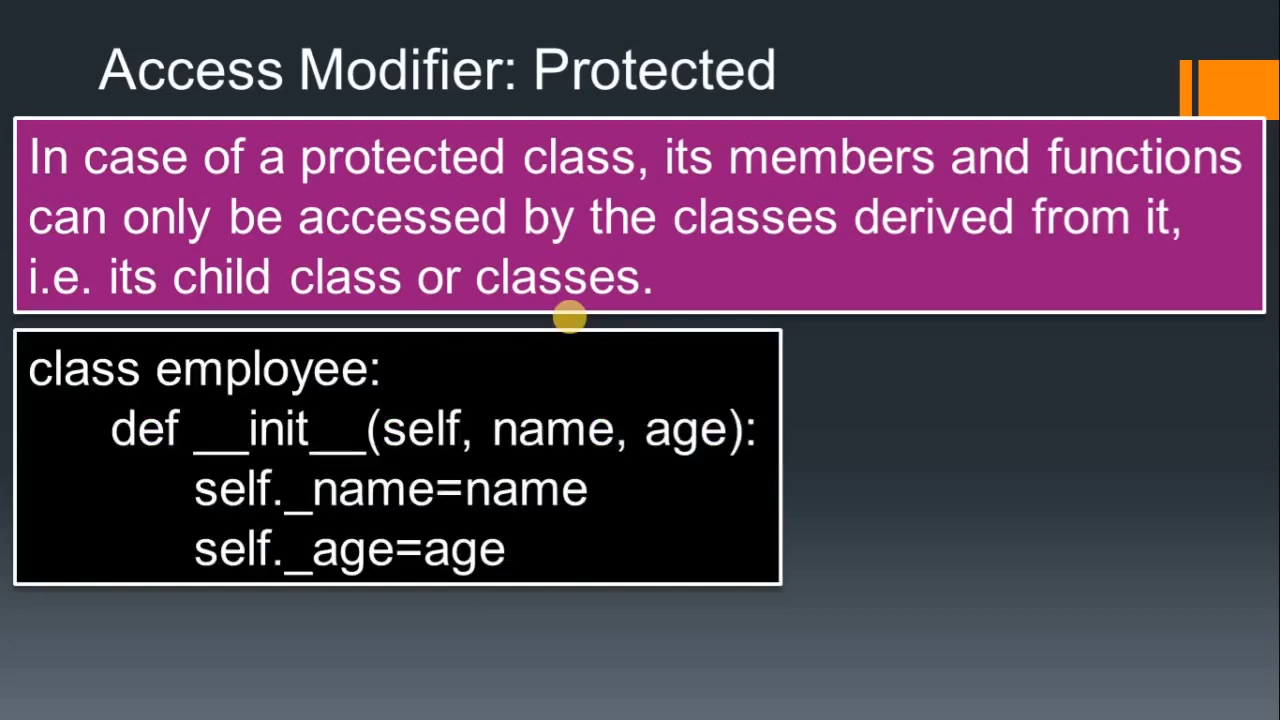 Access Modifier: Protected
In case of a protected class, its members and functions
can only be accessed by the classes derived from it,
i.e. its child class or classes.
class employee:
def __init__(self, name, age):
self._name=name
self._age=age